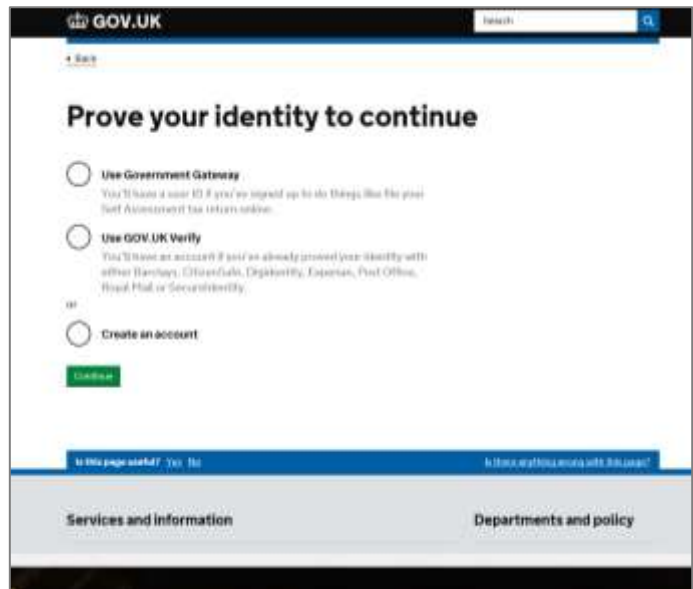 GOV.UK
Search
Back
Prove your identity to continue
Use Government Gateway
You'll have a user ID if you've signed up to do things like file your
Self Assessment tax return online.
Use GOV.UK Verify
You'll have an account if you've already proved your identity with
either Barclays, CitizenSafe, Digidentity, Experian, Post Office,
Royal Mail or SecureIdentity.
or
Create an account
Continue
Is this page useful? Yes No
Is there anything wrong with this page?
Services and information
Departments and policy